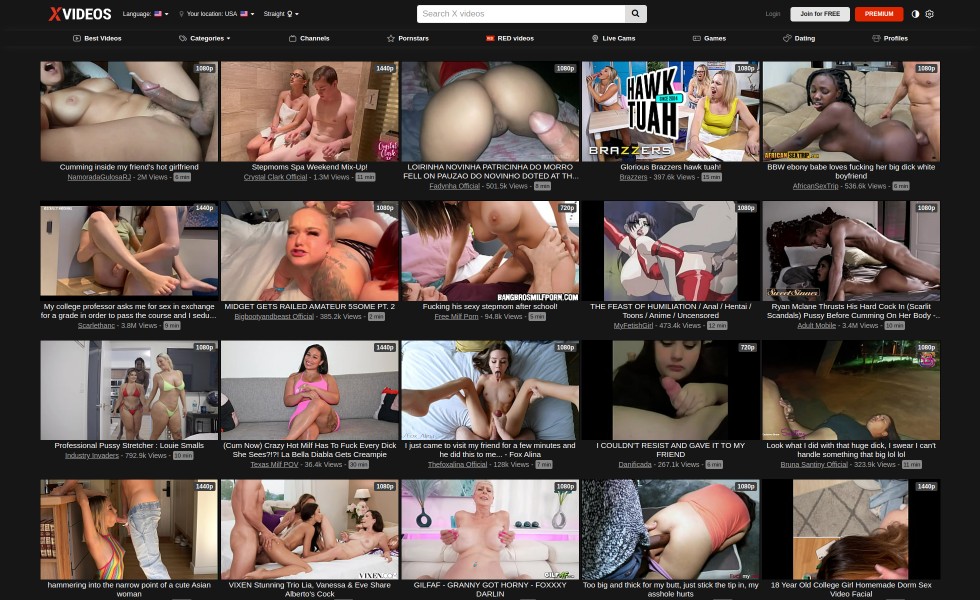 XVIDEOS
Language:
Your location: USA
Straight
Search X videos
Login
Join for FREE
PREMIUM
Best Videos
Categories
Channels
Pornstars
RED videos
Live Cams
Games
Dating
Profiles
1080p
1440p
1080p
1080p
1080p
Crystal Clark
HAWK
TUAH
BRAZZERS
AFRICANSEXTRIP.COM
Cumming inside my friend's hot girlfriend
NamoradaGulosaRJ - 2M Views - 6 min
Stepmoms Spa Weekend Mix-Up!
Crystal Clark Official - 1.3M Views - 11 min
LOIRINHA NOVINHA PATRICINHA DO MORRO
FELL ON PAUZAO DO NOVINHO DOTED AT TH...
Fadynha Official - 501.5k Views - 8 min
Glorious Brazzers hawk tuah!
Brazzers - 397.6k Views - 15 min
BBW ebony babe loves fucking her big dick white
boyfriend
AfricanSexTrip - 536.6k Views - 6 min
1440p
1080p
720p
1080p
1080p
BANGBROSMILFPORN.COM
Sweet Sinner
My college professor asks me for sex in exchange
for a grade in order to pass the course and I sedu...
Scarlethanc - 3.8M Views - 9 min
MIDGET GETS RAILED AMATEUR 5SOME PT. 2
Bigbootyandbeast Official - 385.2k Views - 2 min
Fucking his sexy stepmom after school!
Free Milf Porn - 94.8k Views - 5 min
THE FEAST OF HUMILIATION / Anal / Hentai /
Toons / Anime / Uncensored
MyFetishGirl - 473.4k Views - 12 min
Ryan Mclane Thrusts His Hard Cock In (Scarlit
Scandals) Pussy Before Cumming On Her Body -...
Adult Mobile - 3.4M Views - 10 min
1080p
1440p
1080p
720p
1080p
Professional Pussy Stretcher : Louie Smalls
Industry Invaders - 792.9k Views - 10 min
(Cum Now) Crazy Hot Milf Has To Fuck Every Dick
She Sees?!?! La Bella Diabla Gets Creampie
Texas Milf POV - 36.4k Views - 30 min
I just came to visit my friend for a few minutes and
he did this to me... - Fox Alina
Thefoxalina Official - 128k Views - 7 min
I COULDN'T RESIST AND GAVE IT TO MY
FRIEND
Danificada - 267.1k Views - 6 min
Look what I did with that huge dick, I swear I can't
handle something that big lol lol
Bruna Santiny Official - 323.9k Views - 11 min
1440p
1080p
1080p
1080p
1440p
VIXEN
GILFAF
hammering into the narrow point of a cute Asian
woman
VIXEN Stunning Trio Lia, Vanessa & Eve Share
Alberto's Cock
GILFAF - GRANNY GOT HORNY - FOXXXY
DARLIN
Too big and thick for my butt, just stick the tip in, my
asshole hurts
18 Year Old College Girl Homemade Dorm Sex
Video Facial